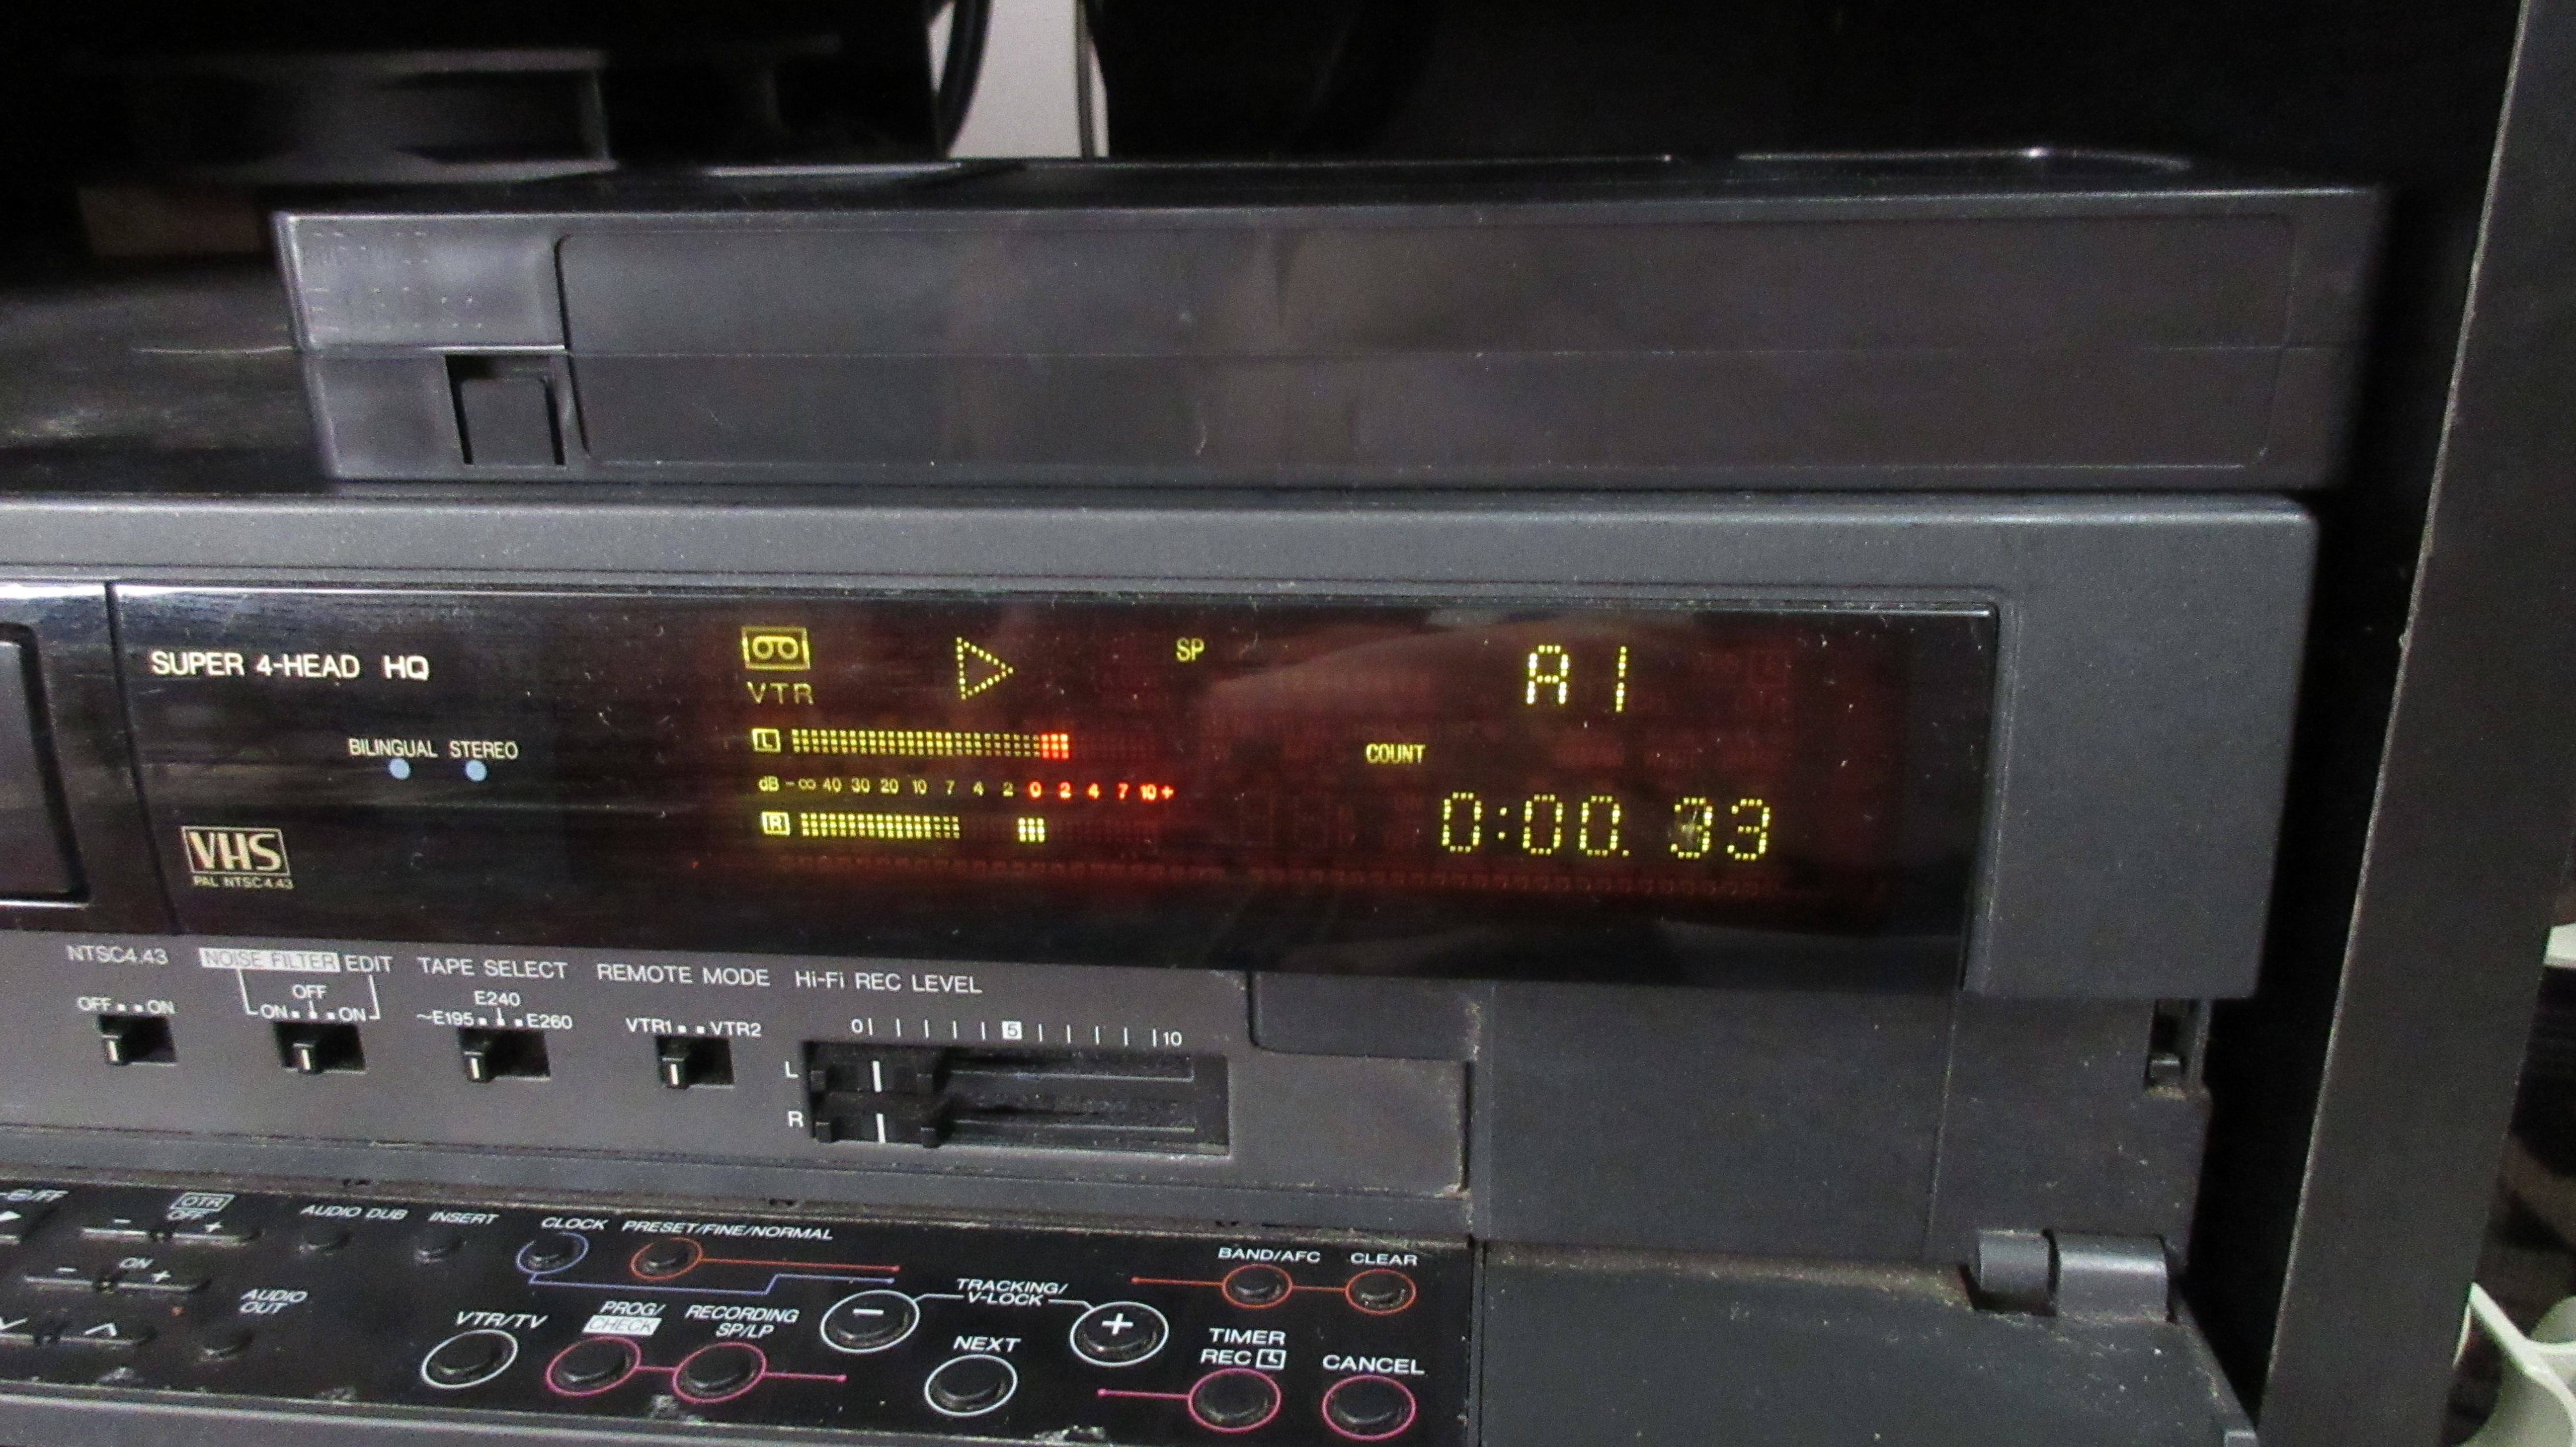 SUPER 4-HEAD HQ
BILINGUAL STEREO
VHS
PAL NTSC4.43
VTR
SP
A 1
L
dB -∞ 40 30 20 10 7 4 2 0 2 4 7 10+
R
COUNT
0:00. 33
NTSC4.43
OFF ON
NOISE FILTER EDIT
OFF
ON ON
TAPE SELECT
E240
~E195 E260
REMOTE MODE
VTR1 VTR2
Hi-Fi REC LEVEL
0 5 10
L
R
/FF
OTR
OFF
- +
ON
- +
AUDIO DUB
INSERT
AUDIO
OUT
CLOCK
PRESET/FINE/NORMAL
VTR/TV
PROG/
CHECK
RECORDING
SP/LP
-
TRACKING/
V-LOCK
+
NEXT
BAND/AFC
CLEAR
TIMER
REC
CANCEL